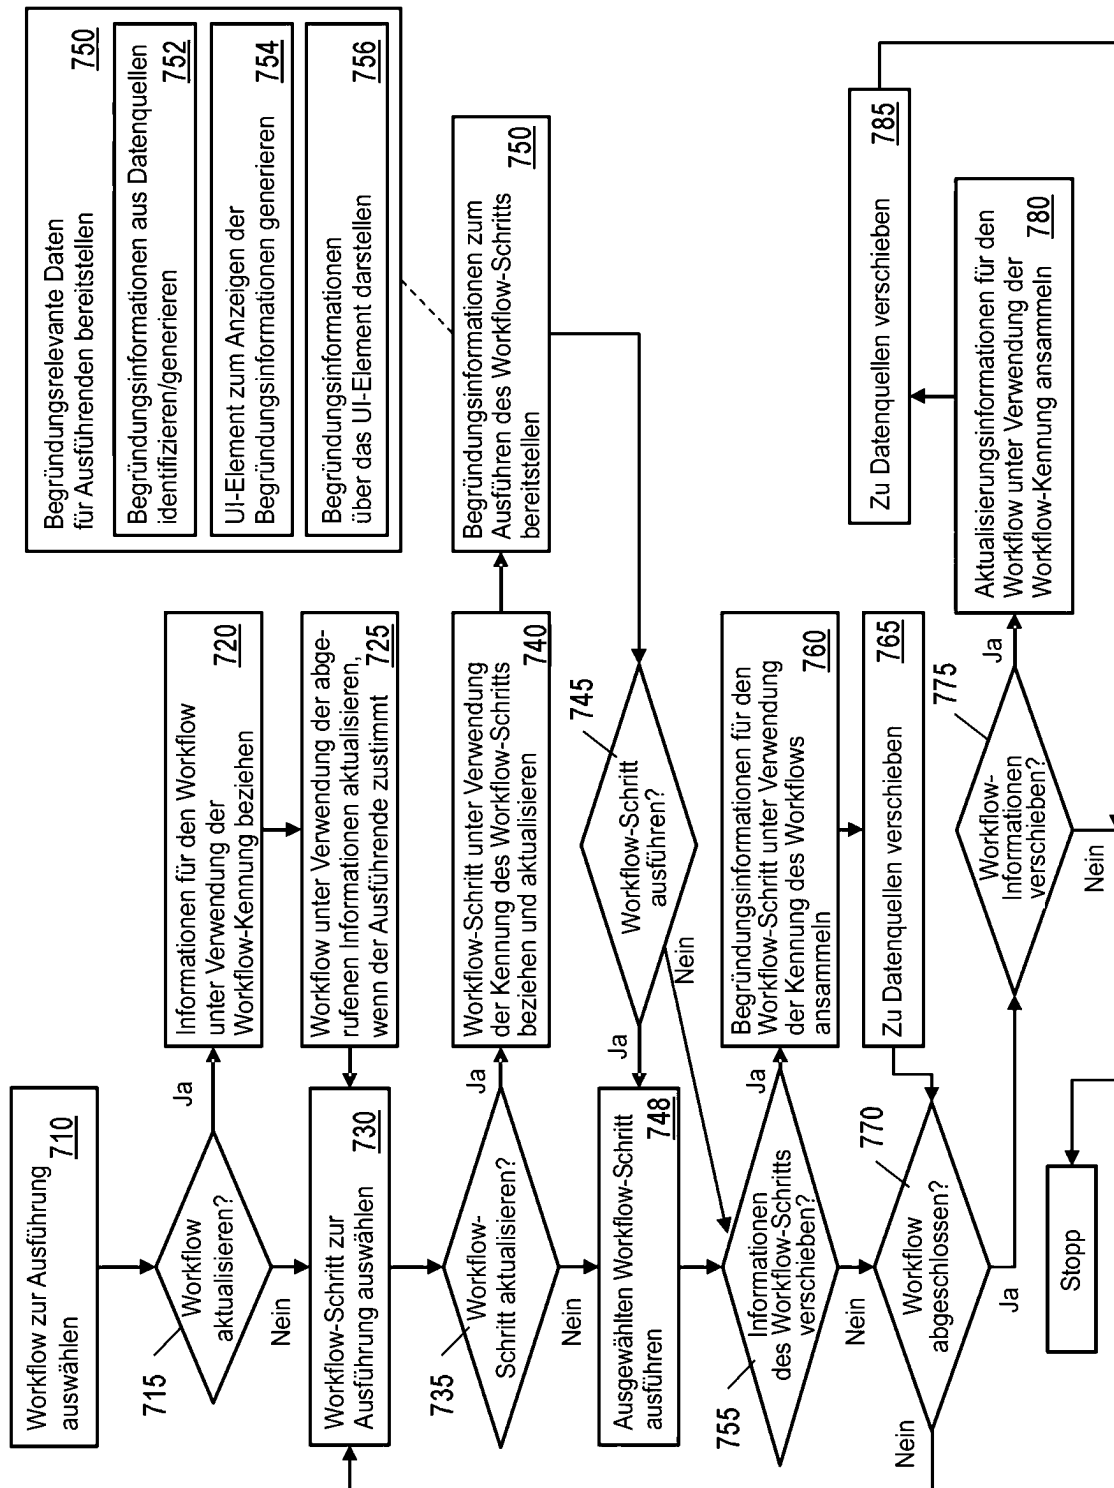 Workflow zur Ausführung
auswählen
710
715
Workflow
aktualisieren?
Ja
Nein
Informationen für den Workflow
unter Verwendung der
Workflow-Kennung beziehen
720
Workflow unter Verwendung der abge-
rufenen Informationen aktualisieren,
wenn der Ausführende zustimmt
725
Workflow-Schritt zur
Ausführung auswählen
730
735
Workflow-
Schritt aktualisieren?
Ja
Nein
Workflow-Schritt unter Verwendung
der Kennung des Workflow-Schritts
beziehen und aktualisieren
740
Begründungsinformationen zum
Ausführen des Workflow-Schritts
bereitstellen
750
Begründungsrelevante Daten
für Ausführenden bereitstellen
750
Begründungsinformationen aus Datenquellen
identifizieren/generieren
752
UI-Element zum Anzeigen der
Begründungsinformationen generieren
754
Begründungsinformationen
über das UI-Element darstellen
756
745
Workflow-Schritt
ausführen?
Ja
Nein
Ausgewählten Workflow-Schritt
ausführen
748
755
Informationen
des Workflow-Schritts
verschieben?
Ja
Nein
Begründungsinformationen für den
Workflow-Schritt unter Verwendung
der Kennung des Workflows
ansammeln
760
Zu Datenquellen verschieben
765
770
Workflow
abgeschlossen?
Nein
Ja
775
Workflow-
Informationen
verschieben?
Ja
Nein
Aktualisierungsinformationen für den
Workflow unter Verwendung der
Workflow-Kennung ansammeln
780
Zu Datenquellen verschieben
785
Stopp